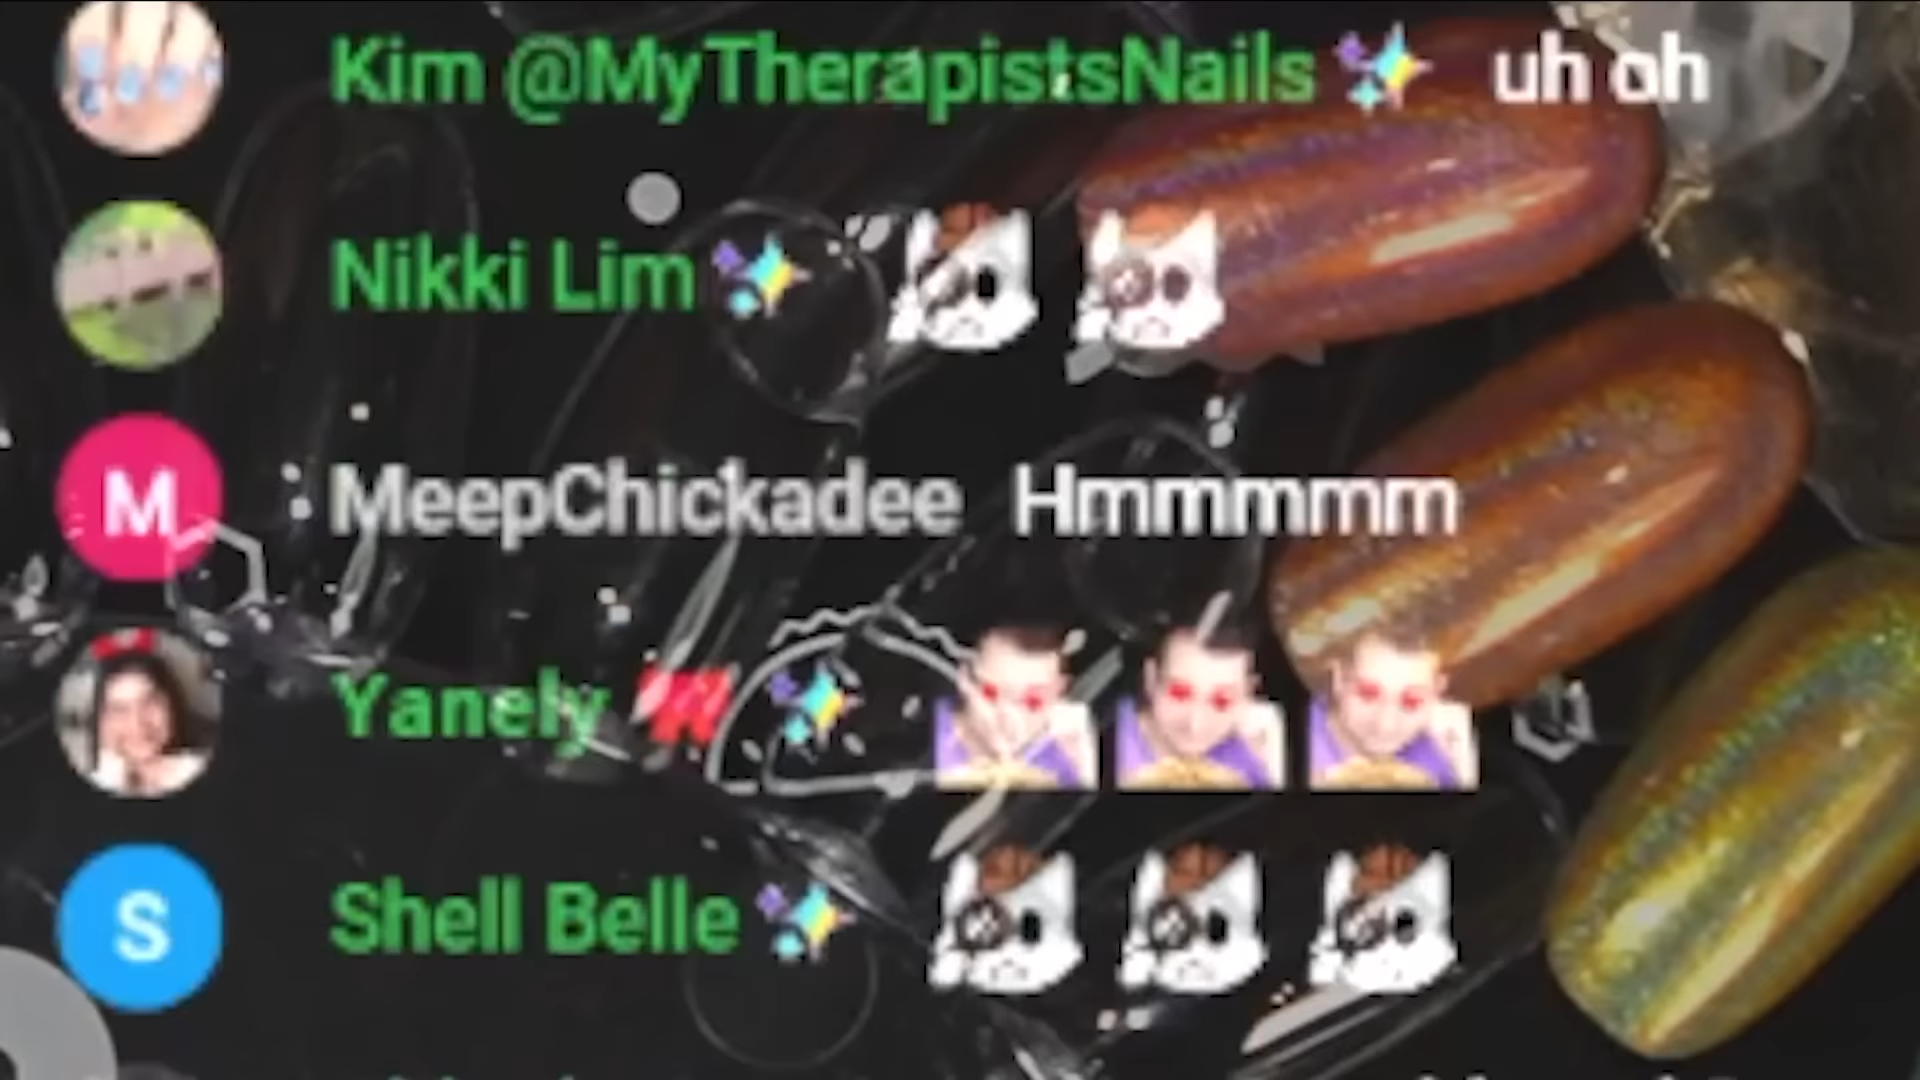 Kim @MyTherapistsNails uh oh
Nikki Lim
M MeepChickadee Hmmmmm
Yanely
S Shell Belle